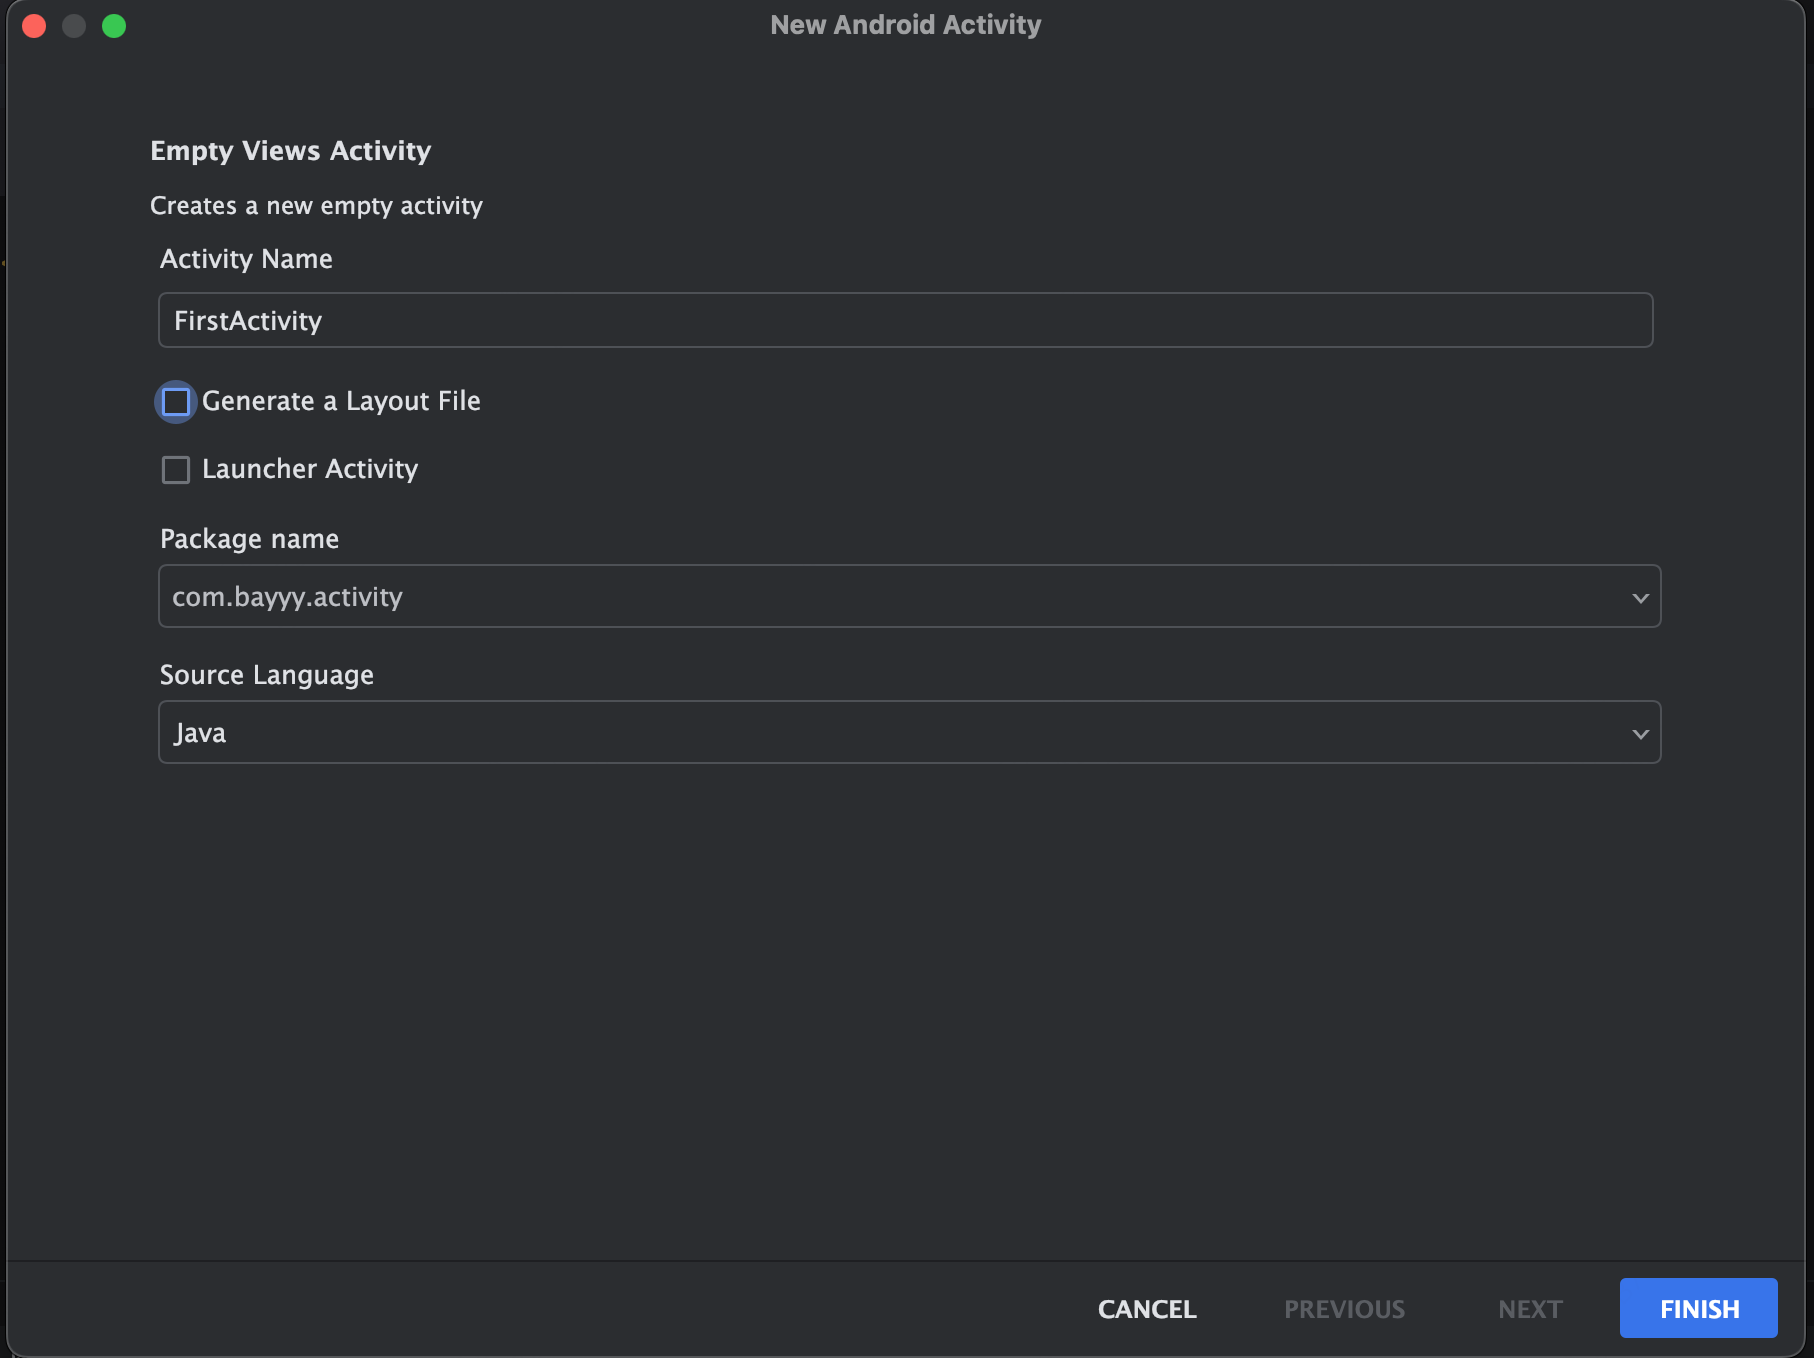 New Android Activity
Empty Views Activity
Creates a new empty activity
Activity Name
FirstActivity
Generate a Layout File
Launcher Activity
Package name
com.bayyy.activity
Source Language
Java
CANCEL PREVIOUS NEXT FINISH